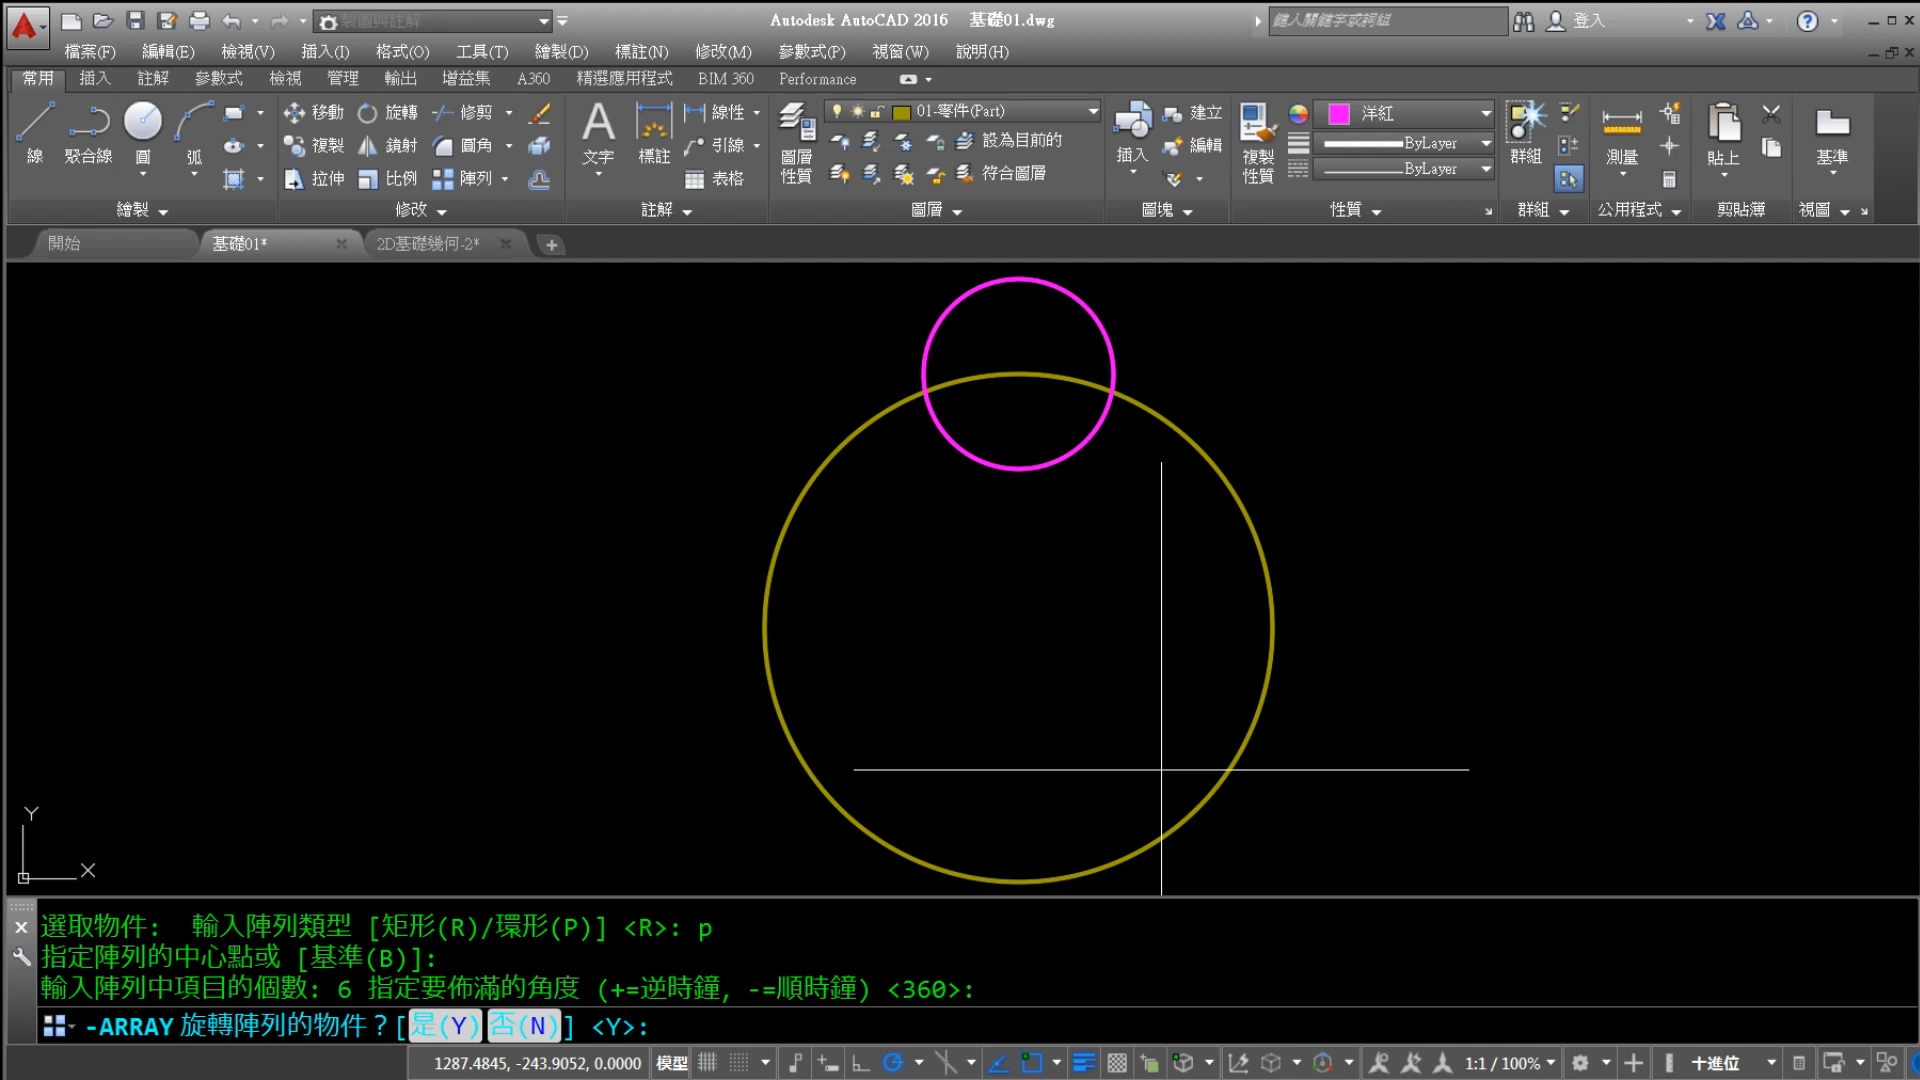 製圖與註解
Autodesk AutoCAD 2016 基礎01.dwg
鍵入關鍵字或詞組
登入
檔案(F) 編輯(E) 檢視(V) 插入(I) 格式(O) 工具(T) 繪製(D) 標註(N) 修改(M) 參數式(P) 視窗(W) 說明(H)
常用 插入 註解 參數式 檢視 管理 輸出 增益集 A360 精選應用程式 BIM 360 Performance
線 聚合線 圓 弧
移動 旋轉 修剪
複製 鏡射 圓角
拉伸 比例 陣列
文字 標註 線性
引線
表格
圖層
性質
01-零件(Part)
設為目前的
符合圖層
插入 建立
編輯
複製
性質
洋紅
ByLayer
ByLayer
群組 測量 貼上 基準
繪製 修改 註解 圖層 圖塊 性質 群組 公用程式 剪貼簿 視圖
開始 基礎01* 2D基礎幾何-2*
Y
X
選取物件: 輸入陣列類型 [矩形(R)/環形(P)] <R>: p
指定陣列的中心點或 [基準(B)]:
輸入陣列中項目的個數: 6 指定要佈滿的角度 (+=逆時鐘, -=順時鐘) <360>:
-ARRAY 旋轉陣列的物件？[是(Y) 否(N)] <Y>:
1287.4845, -243.9052, 0.0000 模型 1:1 / 100% 十進位